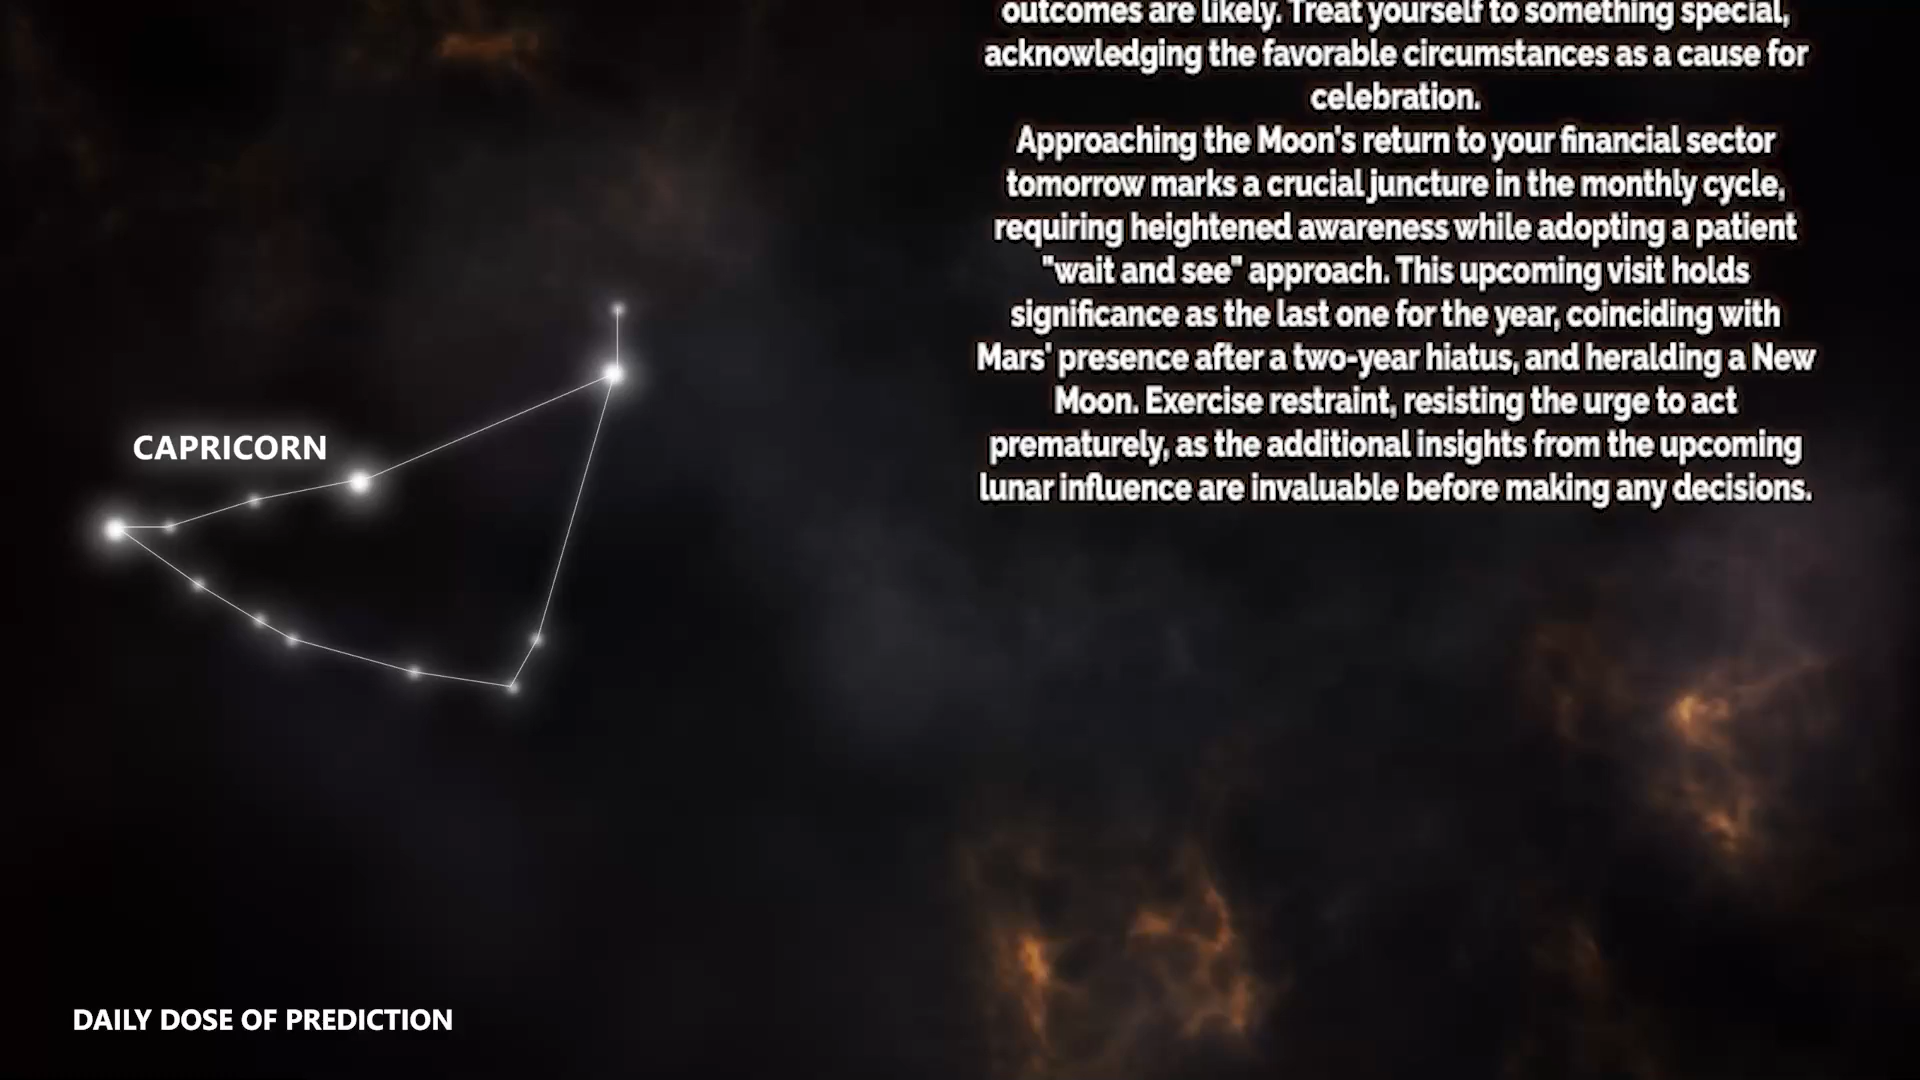 outcomes are likely. Treat yourself to something special,
acknowledging the favorable circumstances as a cause for
celebration.
Approaching the Moon's return to your financial sector
tomorrow marks a crucial juncture in the monthly cycle,
requiring heightened awareness while adopting a patient
"wait and see" approach. This upcoming visit holds
significance as the last one for the year, coinciding with
Mars' presence after a two-year hiatus, and heralding a New
Moon. Exercise restraint, resisting the urge to act
prematurely, as the additional insights from the upcoming
lunar influence are invaluable before making any decisions.
CAPRICORN
DAILY DOSE OF PREDICTION